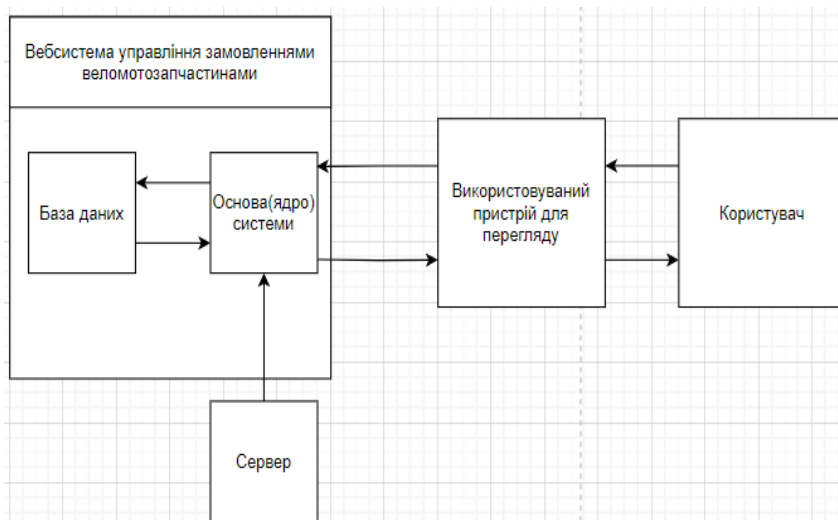 Вебсистема управління замовленнями
веломотозапчастинами
База даних
Основа(ядро)
системи
Використовуваний
пристрій для
перегляду
Користувач
Сервер